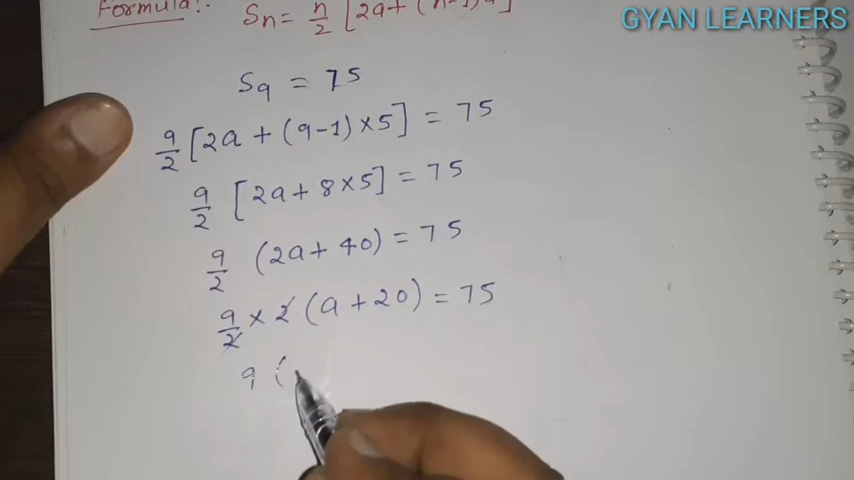 GYAN LEARNERS
Formula:
Sn = n/2 [2a+(n-1)d]
S9 = 75
9/2 [2a + (9-1)×5] = 75
9/2 [2a+ 8×5] = 75
9/2 (2a+ 40) = 75
9/2 × 2 (a + 20) = 75
9 (